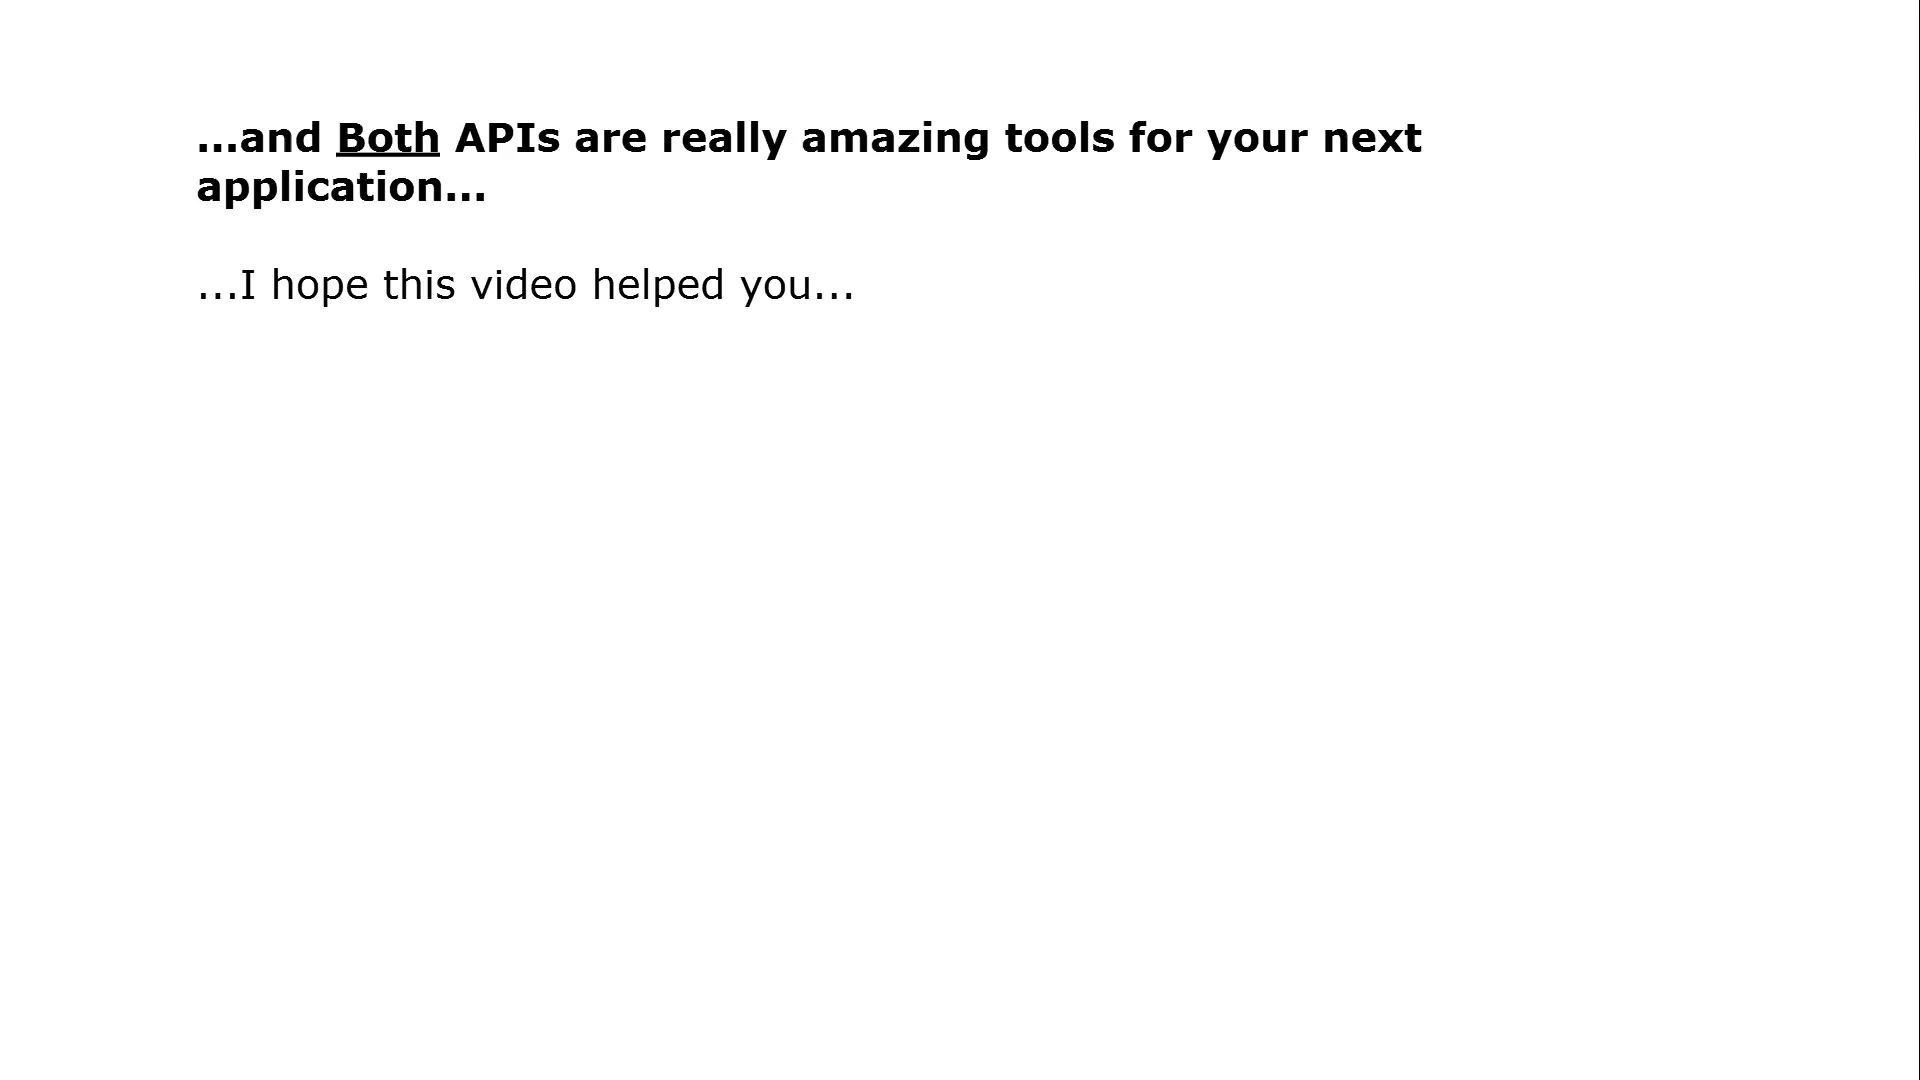 ...and Both APIs are really amazing tools for your next
application...
...I hope this video helped you...